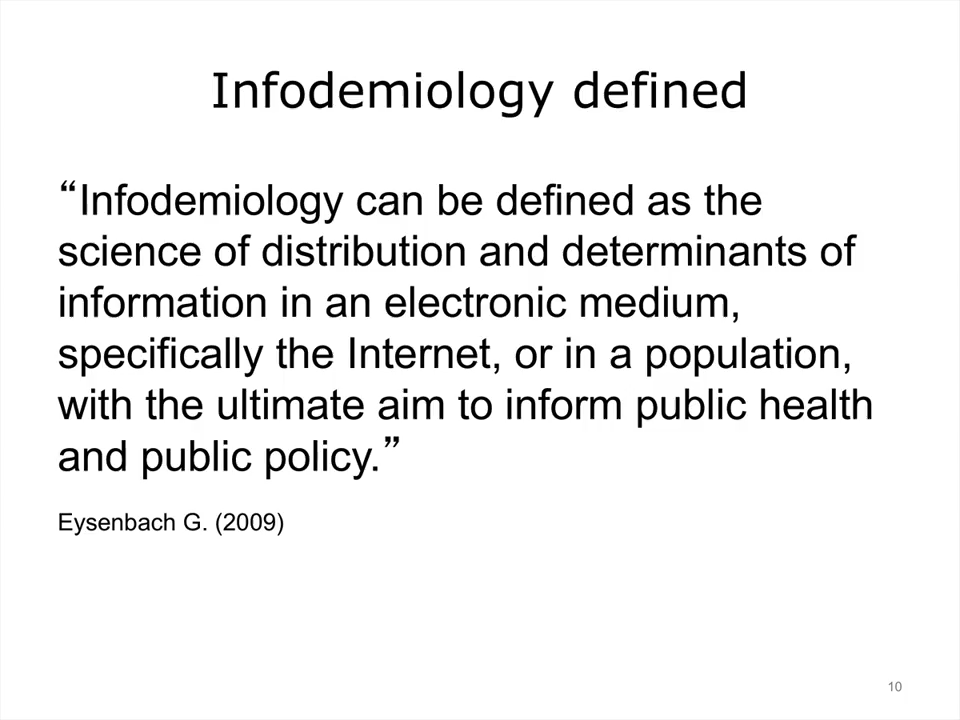 Infodemiology defined
“Infodemiology can be defined as the
science of distribution and determinants of
information in an electronic medium,
specifically the Internet, or in a population,
with the ultimate aim to inform public health
and public policy.”
Eysenbach G. (2009)
10